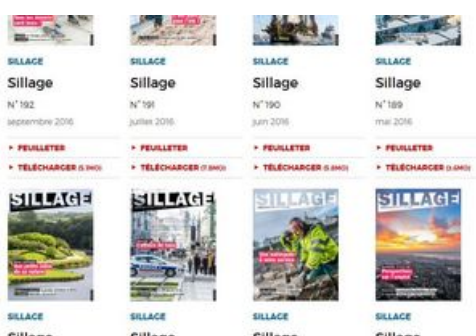 SILLAGE SILLAGE SILLAGE SILLAGE
Sillage Sillage Sillage Sillage
N°192 N°191 N°190 N°189
septembre 2016 juillet 2016 juin 2016 mai 2016
FEUILLETER FEUILLETER FEUILLETER FEUILLETER
TÉLÉCHARGER TÉLÉCHARGER TÉLÉCHARGER TÉLÉCHARGER
SILLAGE SILLAGE SILLAGE SILLAGE
SILLAGE SILLAGE SILLAGE SILLAGE